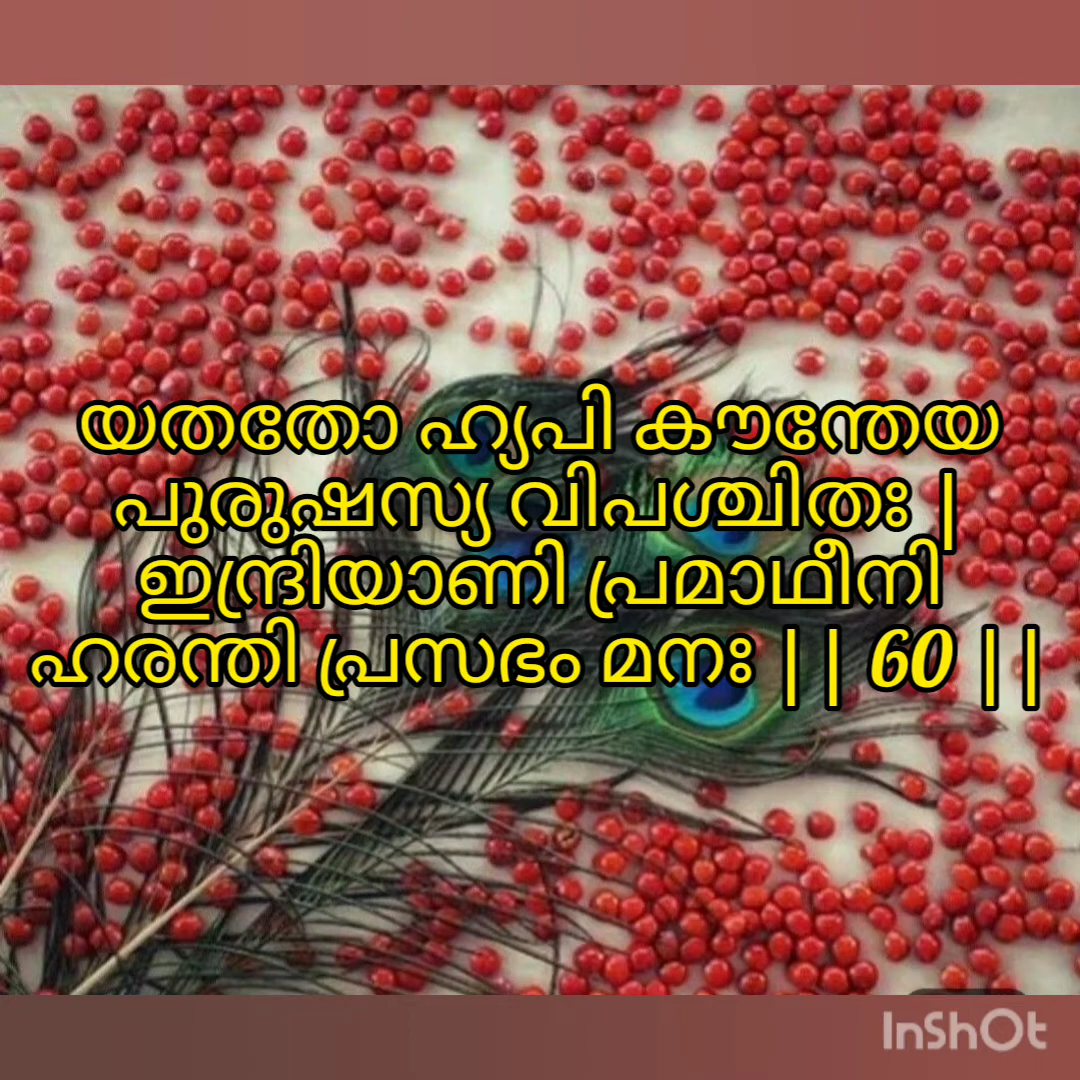 യതതോ ഹ്യപി കൗന്തേയ
പുരുഷസ്യ വിപശ്ചിതഃ |
ഇന്ദ്രിയാണി പ്രമാഥീനി
ഹരന്തി പ്രസഭം മനഃ || 60 ||
InShOt